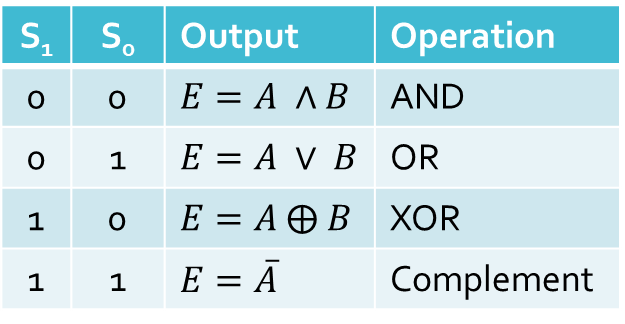 S₁ S₀ Output Operation
0 0 E = A ∧ B AND
0 1 E = A ∨ B OR
1 0 E = A ⊕ B XOR
1 1 E = Ā Complement